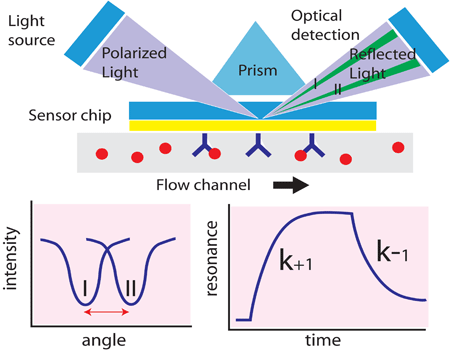 Light
source
Polarized
Light
Prism
Optical
detection
Reflected
Light
I
II
Sensor chip
Flow channel
intensity
I
II
angle
resonance
k+1
k-1
time